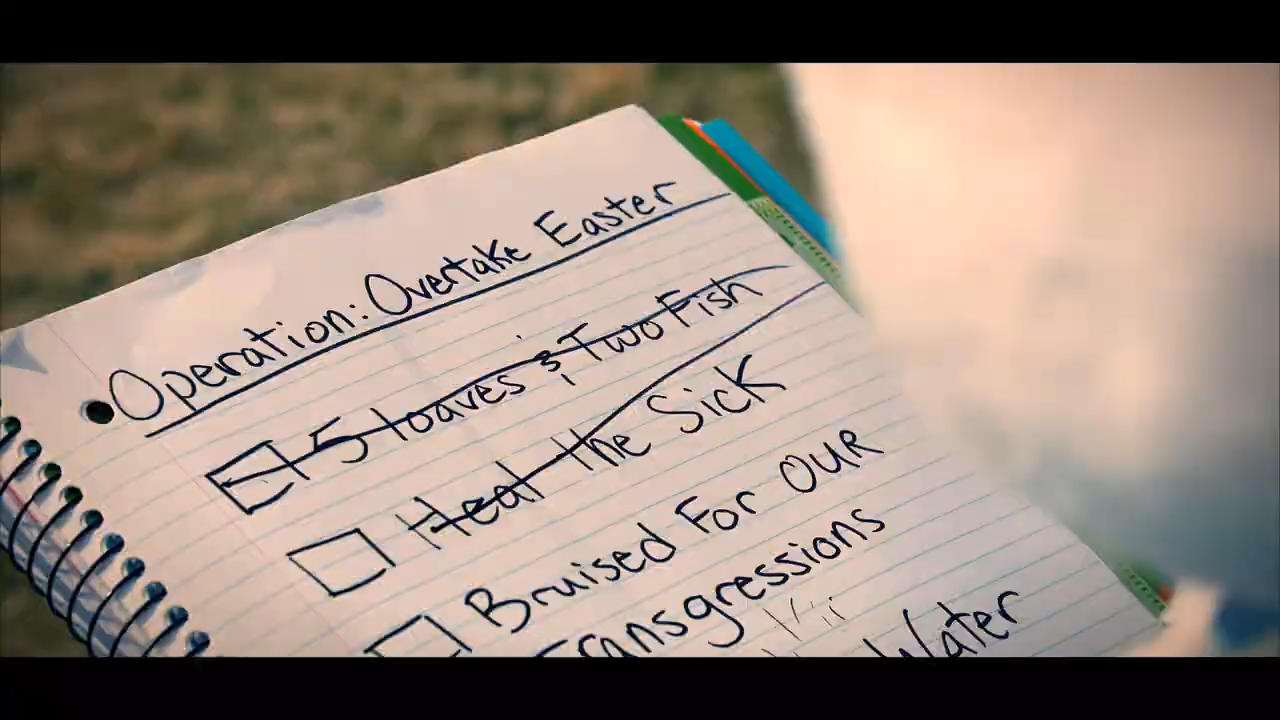 Operation: Overtake Easter
5 Loaves & Two Fish
Heal the Sick
Bruised For OUR
Transgressions
Water